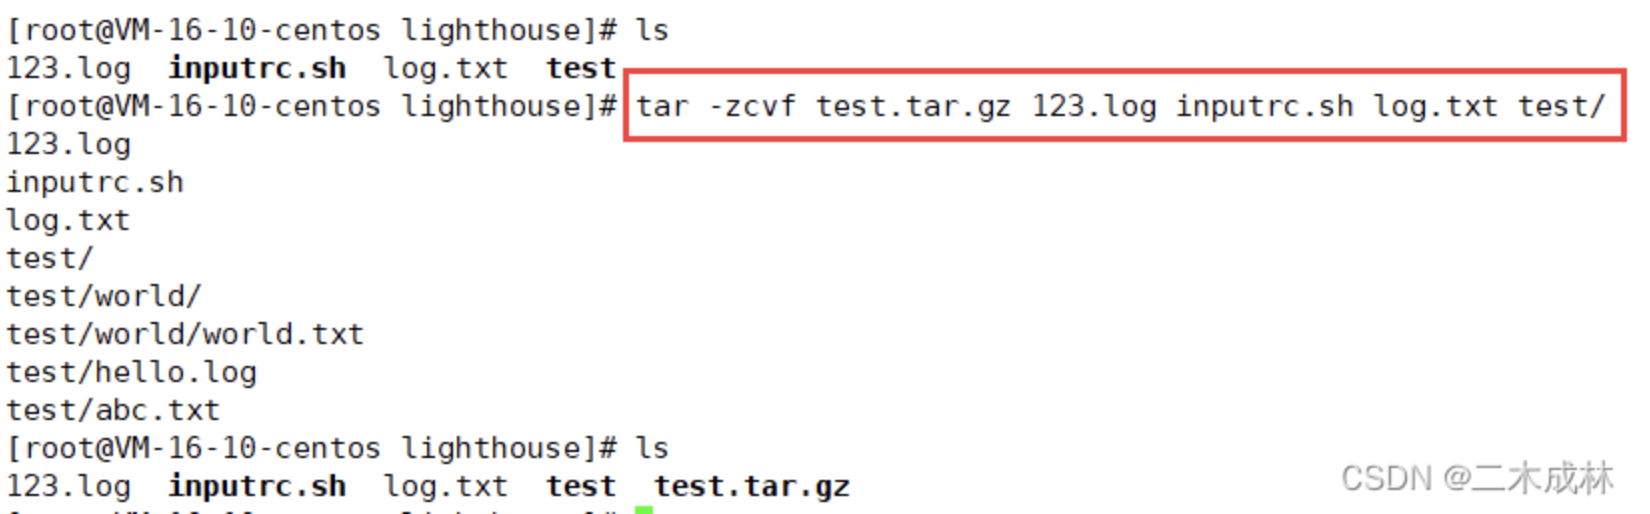 [root@VM-16-10-centos lighthouse]# ls
123.log  inputrc.sh  log.txt  test
[root@VM-16-10-centos lighthouse]# tar -zcvf test.tar.gz 123.log inputrc.sh log.txt test/
123.log
inputrc.sh
log.txt
test/
test/world/
test/world/world.txt
test/hello.log
test/abc.txt
[root@VM-16-10-centos lighthouse]# ls
123.log  inputrc.sh  log.txt  test  test.tar.gz
CSDN @二木成林